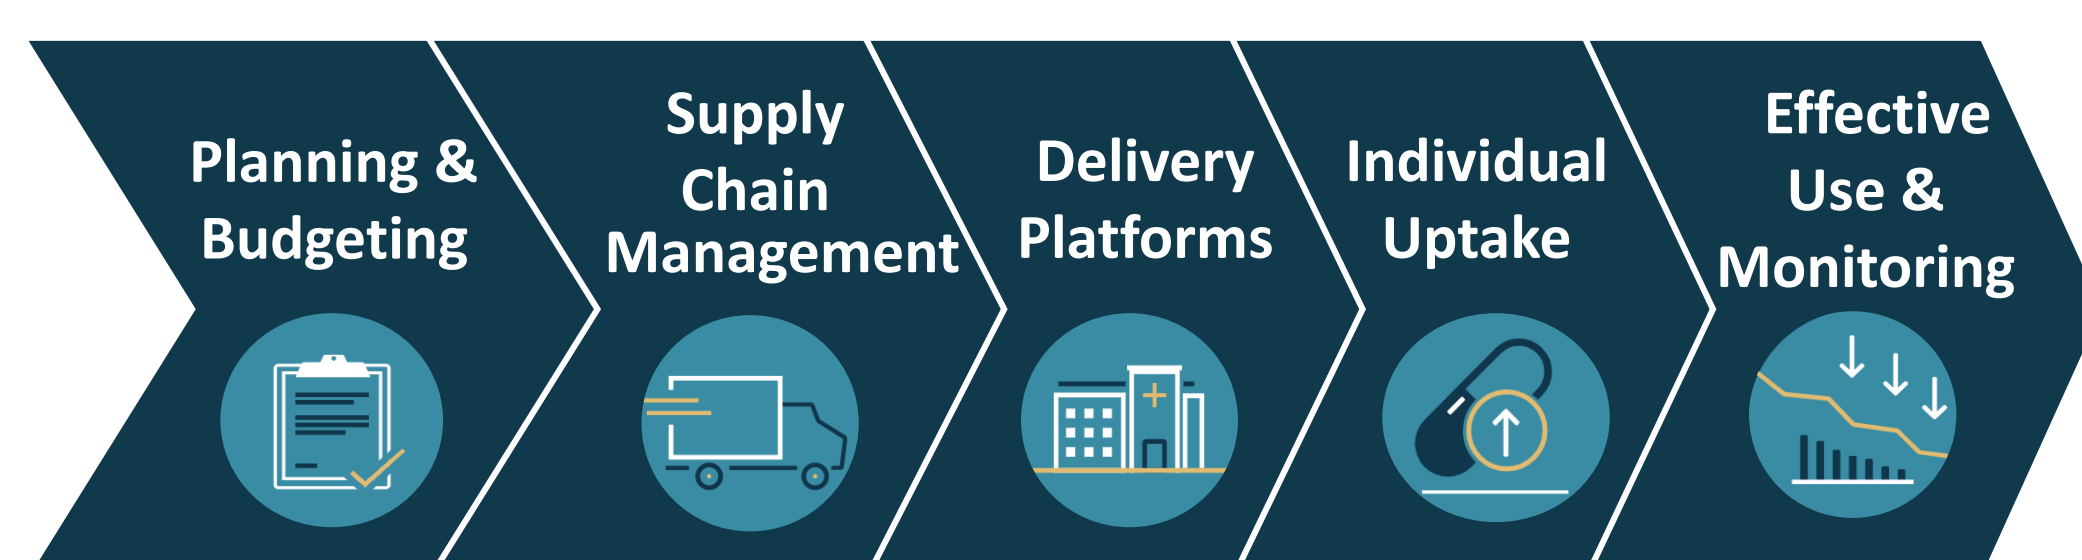 Planning &
Budgeting
Supply
Chain
Management
Delivery
Platforms
Individual
Uptake
Effective
Use &
Monitoring